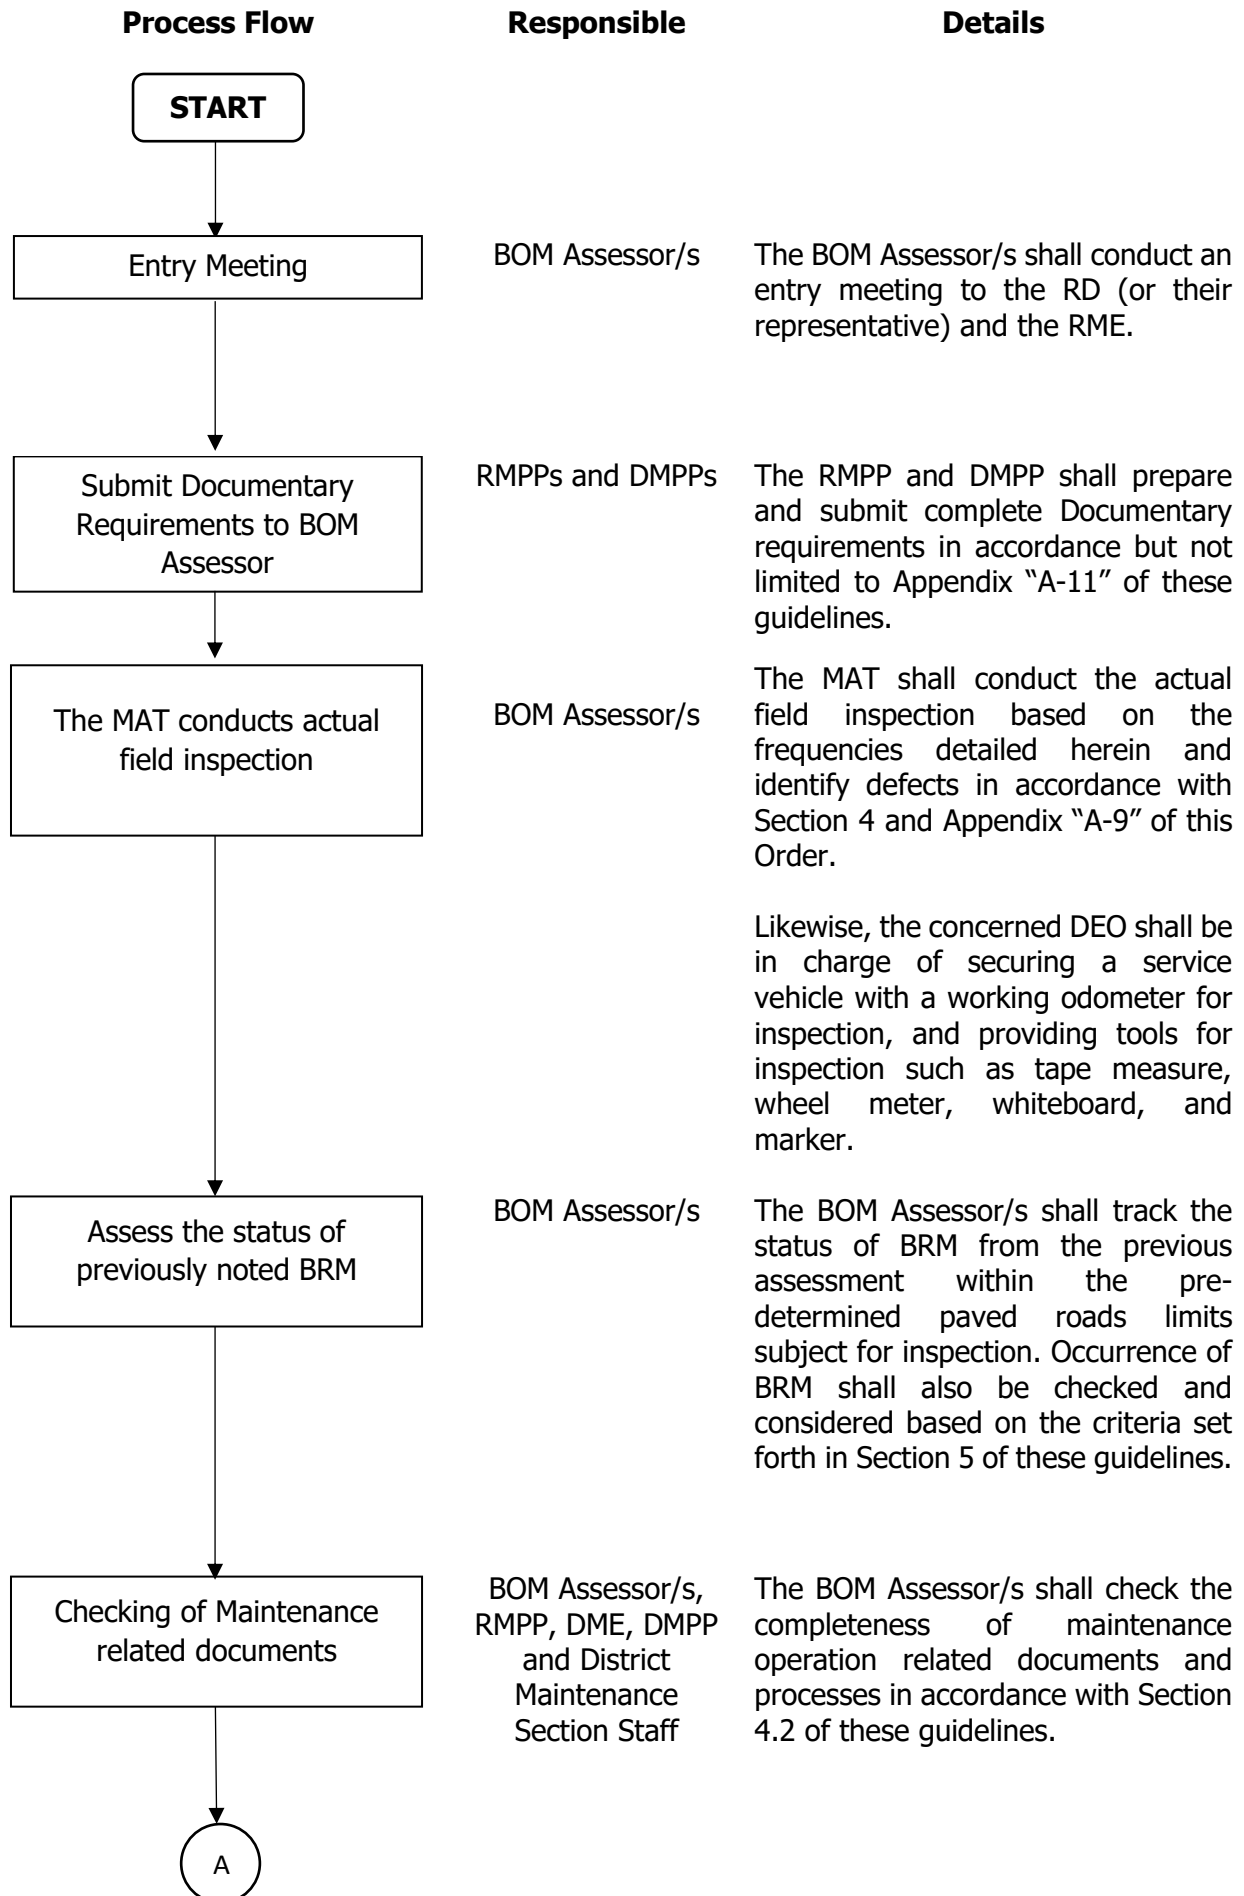 Process Flow Responsible Details
START
Entry Meeting
BOM Assessor/s
The BOM Assessor/s shall conduct an
entry meeting to the RD (or their
representative) and the RME.
Submit Documentary
Requirements to BOM
Assessor
RMPPs and DMPPs
The RMPP and DMPP shall prepare
and submit complete Documentary
requirements in accordance but not
limited to Appendix “A-11” of these
guidelines.
The MAT conducts actual
field inspection
BOM Assessor/s
The MAT shall conduct the actual
field inspection based on the
frequencies detailed herein and
identify defects in accordance with
Section 4 and Appendix “A-9” of this
Order.
Likewise, the concerned DEO shall be
in charge of securing a service
vehicle with a working odometer for
inspection, and providing tools for
inspection such as tape measure,
wheel meter, whiteboard, and
marker.
Assess the status of
previously noted BRM
BOM Assessor/s
The BOM Assessor/s shall track the
status of BRM from the previous
assessment within the pre-
determined paved roads limits
subject for inspection. Occurrence of
BRM shall also be checked and
considered based on the criteria set
forth in Section 5 of these guidelines.
Checking of Maintenance
related documents
BOM Assessor/s,
RMPP, DME, DMPP
and District
Maintenance
Section Staff
The BOM Assessor/s shall check the
completeness of maintenance
operation related documents and
processes in accordance with Section
4.2 of these guidelines.
A